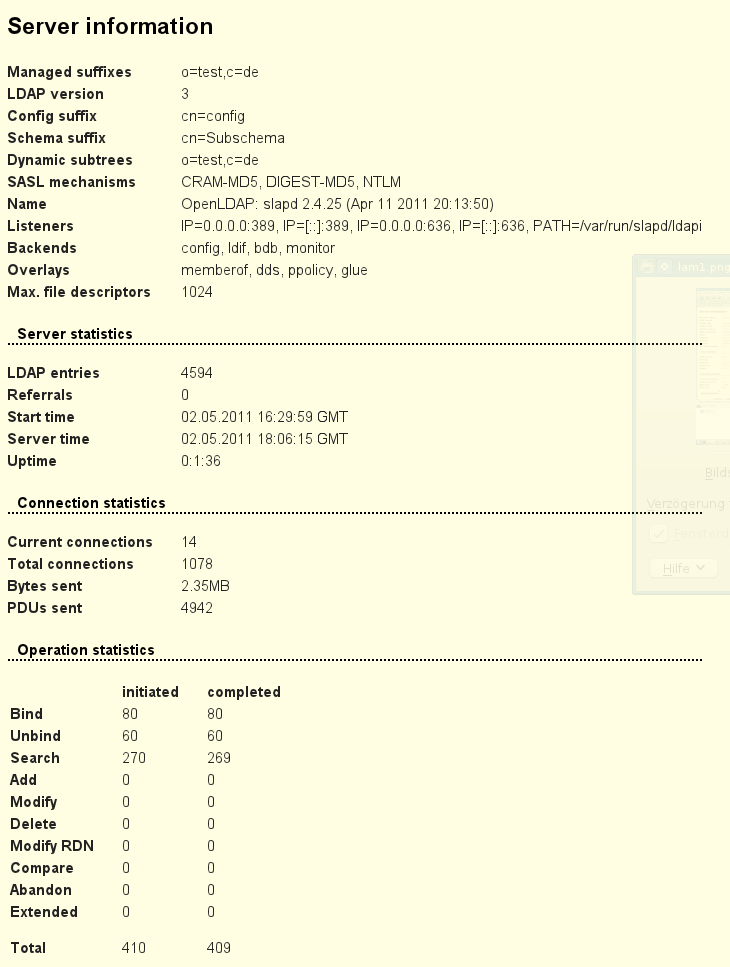 Server information
Managed suffixes o=test,c=de
LDAP version 3
Config suffix cn=config
Schema suffix cn=Subschema
Dynamic subtrees o=test,c=de
SASL mechanisms CRAM-MD5, DIGEST-MD5, NTLM
Name OpenLDAP: slapd 2.4.25 (Apr 11 2011 20:13:50)
Listeners IP=0.0.0.0:389, IP=[::]:389, IP=0.0.0.0:636, IP=[::]:636, PATH=/var/run/slapd/ldapi
Backends config, ldif, bdb, monitor
Overlays memberof, dds, ppolicy, glue
Max. file descriptors 1024
lam1.png
Server statistics
LDAP entries 4594
Referrals 0
Start time 02.05.2011 16:29:59 GMT
Server time 02.05.2011 18:06:15 GMT
Uptime 0:1:36
Bilds
Connection statistics
Verzögerung
Current connections 14
Total connections 1078
Bytes sent 2.35MB
PDUs sent 4942
Hilfe
Operation statistics
initiated completed
Bind 80 80
Unbind 60 60
Search 270 269
Add 0 0
Modify 0 0
Delete 0 0
Modify RDN 0 0
Compare 0 0
Abandon 0 0
Extended 0 0
Total 410 409